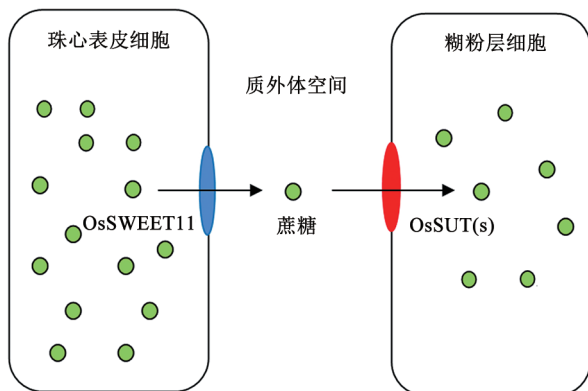 珠心表皮细胞
糊粉层细胞
质外体空间
OsSWEET11
蔗糖
OsSUT(s)